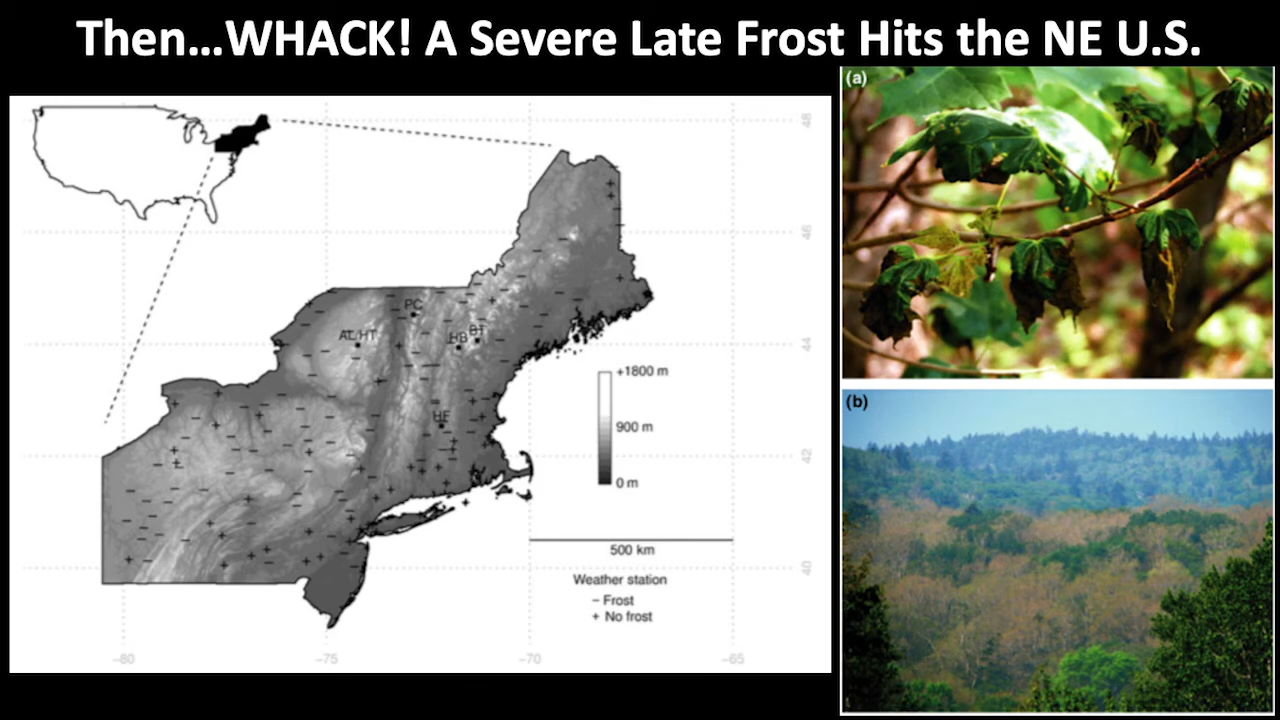 Then...WHACK! A Severe Late Frost Hits the NE U.S.
(a)
48
46
PC
AL/HT
HB
BT
44
+1800 m
900 m
0 m
HF
42
500 km
40
Weather station
− Frost
+ No frost
−80
−75
−70
−65
(b)